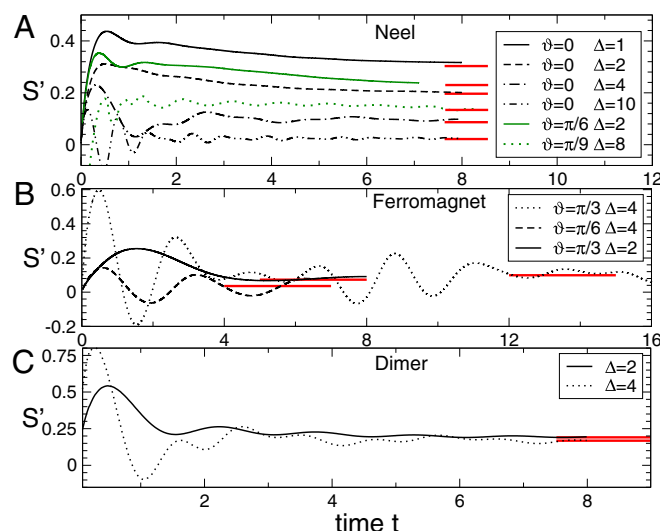 A
Neel
S'
0.4
0.2
0
ϑ=0 Δ=1
ϑ=0 Δ=2
ϑ=0 Δ=4
ϑ=0 Δ=10
ϑ=π/6 Δ=2
ϑ=π/9 Δ=8
0 2 4 6 8 10 12
B
Ferromagnet
S'
0.6
0.4
0.2
0
-0.2
ϑ=π/3 Δ=4
ϑ=π/6 Δ=4
ϑ=π/3 Δ=2
0 4 8 12 16
C
Dimer
S'
0.75
0.5
0.25
0
Δ=2
Δ=4
2 4 6 8
time t